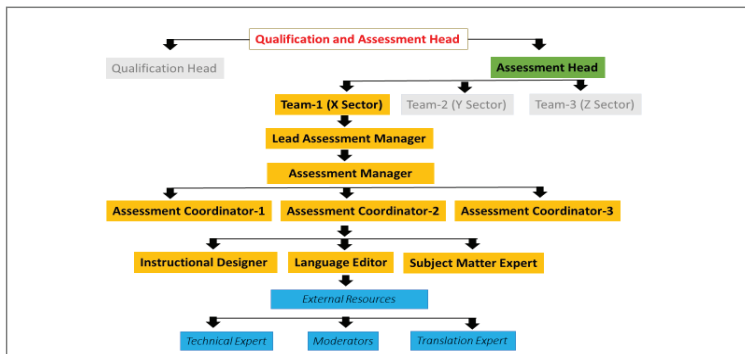 Qualification and Assessment Head
Qualification Head
Assessment Head
Team-1 (X Sector)
Team-2 (Y Sector)
Team-3 (Z Sector)
Lead Assessment Manager
Assessment Manager
Assessment Coordinator-1
Assessment Coordinator-2
Assessment Coordinator-3
Instructional Designer
Language Editor
Subject Matter Expert
External Resources
Technical Expert
Moderators
Translation Expert